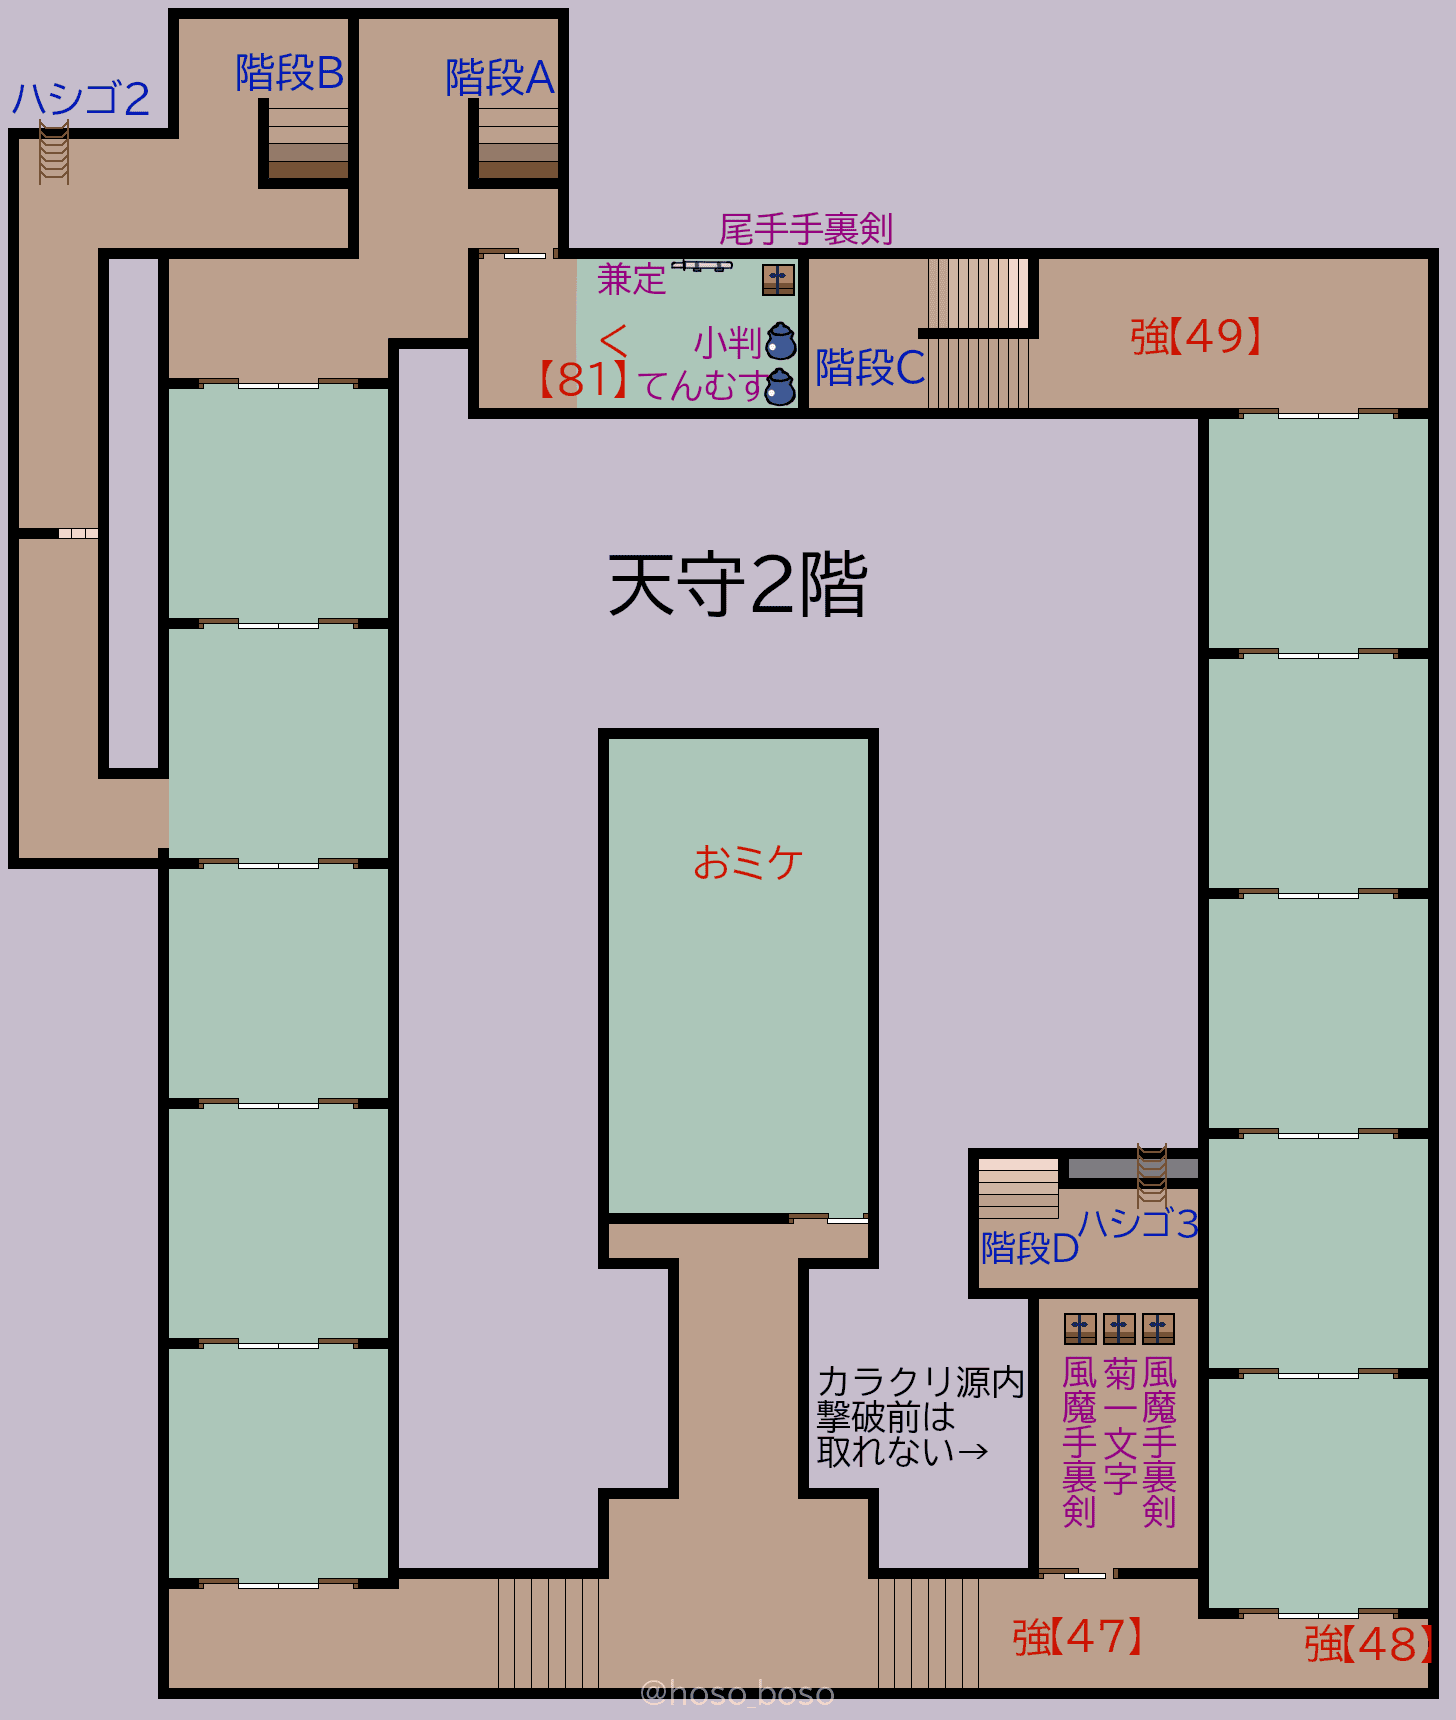 階段B
階段A
ハシゴ2
尾手手裏剣
兼定
く
【81】
小判
てんむす
階段C
強【49】
天守2階
おミケ
階段D
ハシゴ3
カラクリ源内
撃破前は
取れない→
風魔手裏剣
菊一文字
風魔手裏剣
強【47】
強【48】
@hoso_boso